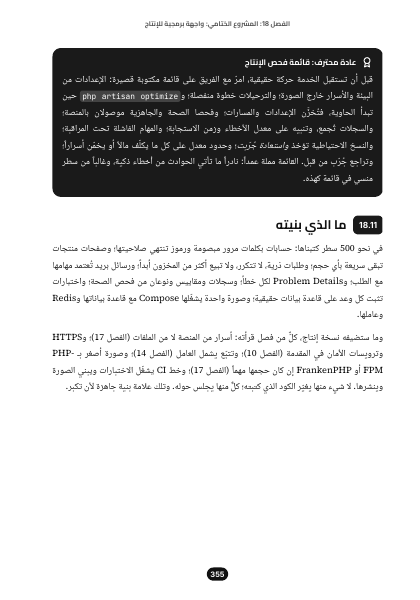 الفصل 18: المشروع الختامي: واجهة برمجية للإنتاج
عادة محترف: قائمة فحص الإنتاج
قبل أن تستقبل الخدمة حركة حقيقية، امرّ مع الفريق على قائمة مكتوبة قصيرة: الإعدادات من
البيئة والأسرار خارج الصورة؛ والترحيلات خطوة منفصلة؛ و php artisan optimize حين
تبدأ الحاوية، فتُخزَّن الإعدادات والمسارات؛ وفحصا الصحة والجاهزية موصولان بالمنصة؛
والسجلات تُجمع، وتنبيه على معدل الأخطاء وزمن الاستجابة؛ والمهام الفاشلة تحت المراقبة؛
والنسخ الاحتياطية تؤخذ واستعادة جُرّبت؛ وحدود معدل على كل ما يكلّف مالاً أو يخمّن أسراراً؛
وتراجع جُرّب من قبل. القائمة مملة عمداً: نادراً ما تأتي الحوادث من أخطاء ذكية، وغالباً من سطر
منسي في قائمة كهذه.
18.11 ما الذي بنيته
في نحو 500 سطر كتبناها: حسابات بكلمات مرور مبصومة ورموز تنتهي صلاحيتها؛ وصفحات منتجات
تبقى سريعة بأي حجم؛ وطلبات ذرية، لا تتكرر، ولا تبيع أكثر من المخزون أبداً؛ ورسائل بريد تُعتمد مهامها
مع الطلب؛ وProblem Details لكل خطأ؛ وسجلات ومقاييس ونوعان من فحص الصحة؛ واختبارات
تثبت كل وعد على قاعدة بيانات حقيقية؛ وصورة واحدة يشغّلها Compose مع قاعدة بياناتها وRedis
وعاملها.
وما ستضيفه نسخة إنتاج، كلٌّ من فصل قرأته: أسرار من المنصة لا من الملفات (الفصل 17)؛ وHTTPS
وترويسات الأمان في المقدمة (الفصل 10)؛ وتتبّع يشمل العامل (الفصل 14)؛ وصورة أصغر بـ PHP-
FPM أو FrankenPHP إن كان حجمها مهماً (الفصل 17)؛ وخط CI يشغّل الاختبارات ويبني الصورة
وينشرها. لا شيء منها يغيّر الكود الذي كتبته؛ كلٌّ منها يجلس حوله. وتلك علامة بنية جاهزة لأن تكبر.
355